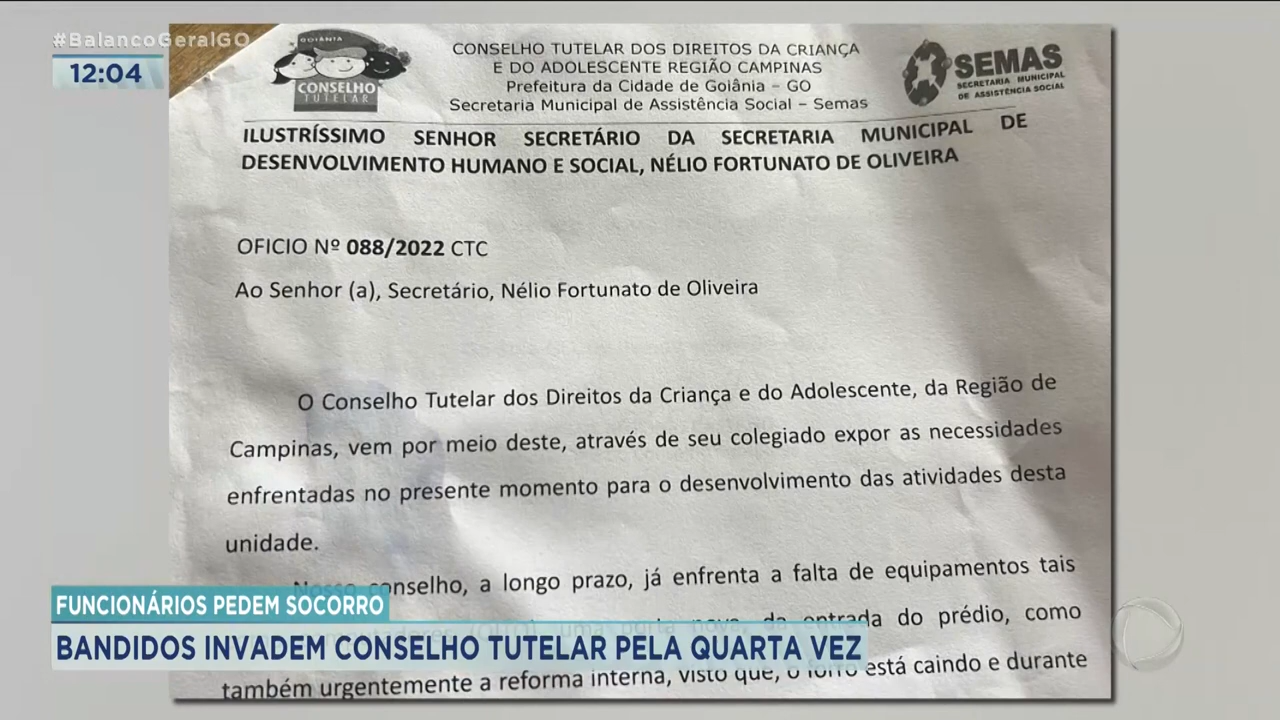 #BalancoGeralGO
12:04
GOIANIA
CONSELHO
TUTELAR
CONSELHO TUTELAR DOS DIREITOS DA CRIANÇA
E DO ADOLESCENTE REGIÃO CAMPINAS
Prefeitura da Cidade de Goiânia – GO
Secretaria Municipal de Assistência Social – Semas
SEMAS
SECRETARIA MUNICIPAL
DE ASSISTÊNCIA SOCIAL
ILUSTRÍSSIMO SENHOR SECRETÁRIO DA SECRETARIA MUNICIPAL DE
DESENVOLVIMENTO HUMANO E SOCIAL, NÉLIO FORTUNATO DE OLIVEIRA
OFICIO Nº 088/2022 CTC
Ao Senhor (a), Secretário, Nélio Fortunato de Oliveira
O Conselho Tutelar dos Direitos da Criança e do Adolescente, da Região de
Campinas, vem por meio deste, através de seu colegiado expor as necessidades
enfrentadas no presente momento para o desenvolvimento das atividades desta
unidade.
Nosso conselho, a longo prazo, já enfrenta a falta de equipamentos tais
entrada do prédio, como
também urgentemente a reforma interna, visto que, o forro está caindo e durante
FUNCIONÁRIOS PEDEM SOCORRO
BANDIDOS INVADEM CONSELHO TUTELAR PELA QUARTA VEZ